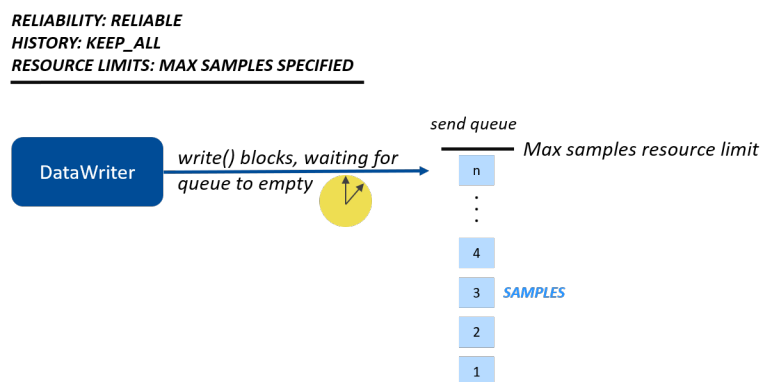 RELIABILITY: RELIABLE
HISTORY: KEEP_ALL
RESOURCE LIMITS: MAX SAMPLES SPECIFIED
send queue
Max samples resource limit
DataWriter
write() blocks, waiting for
queue to empty
n
4
3
SAMPLES
2
1